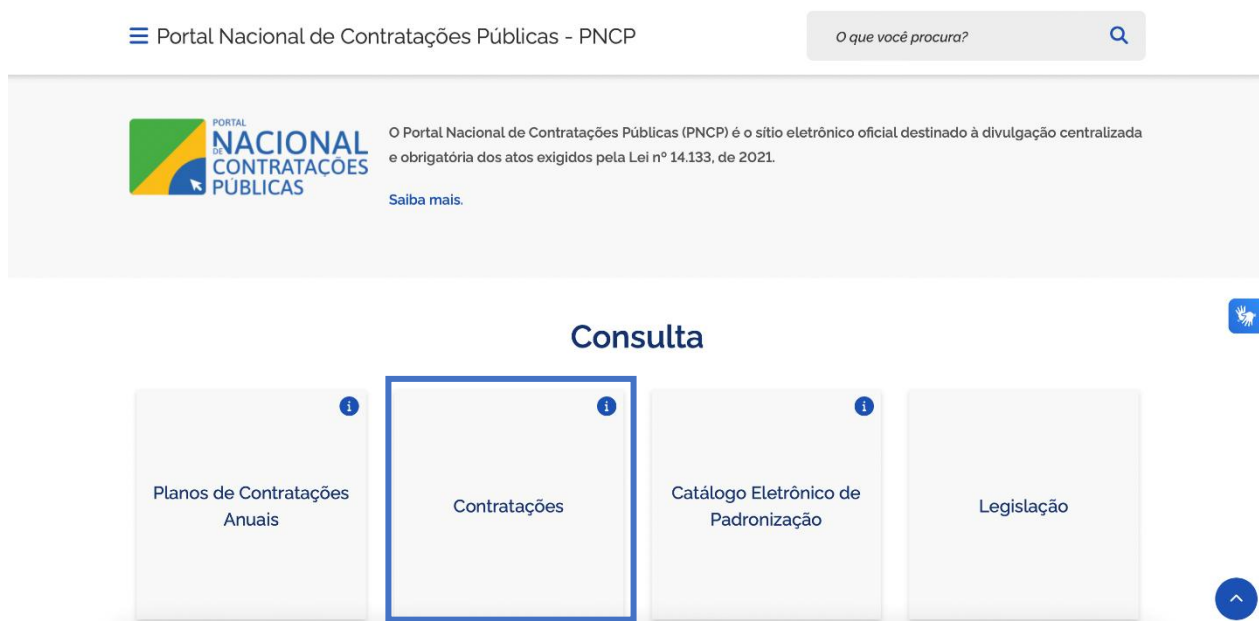 Portal Nacional de Contratações Públicas - PNCP
O que você procura?
PORTAL
NACIONAL
DE CONTRATAÇÕES
PÚBLICAS
O Portal Nacional de Contratações Públicas (PNCP) é o sítio eletrônico oficial destinado à divulgação centralizada
e obrigatória dos atos exigidos pela Lei nº 14.133, de 2021.
Saiba mais.
Consulta
Planos de Contratações
Anuais
Contratações
Catálogo Eletrônico de
Padronização
Legislação